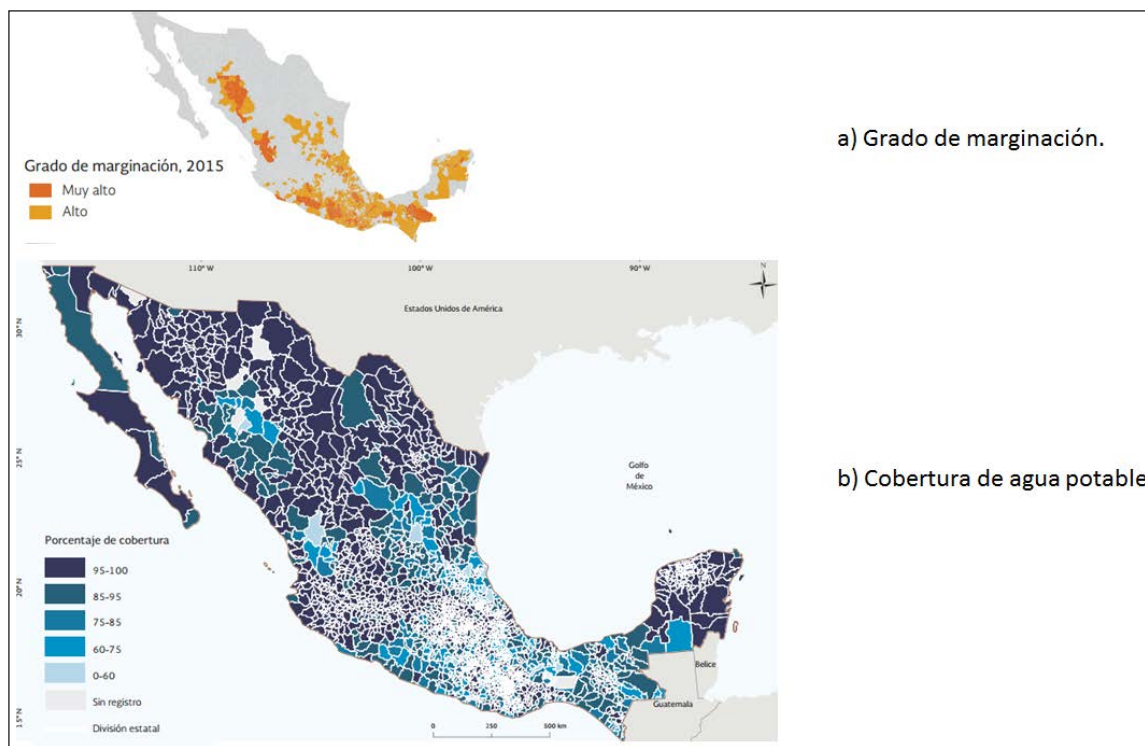 a) Grado de marginación.
Grado de marginación, 2015
Muy alto
Alto
110° W
100° W
90° W
N
Estados Unidos de América
30° N
25° N
20° N
15° N
Golfo
de
México
b) Cobertura de agua potable
Porcentaje de cobertura
95-100
85-95
75-85
60-75
0-60
Sin registro
División estatal
Belice
Guatemala
0 250 500 km